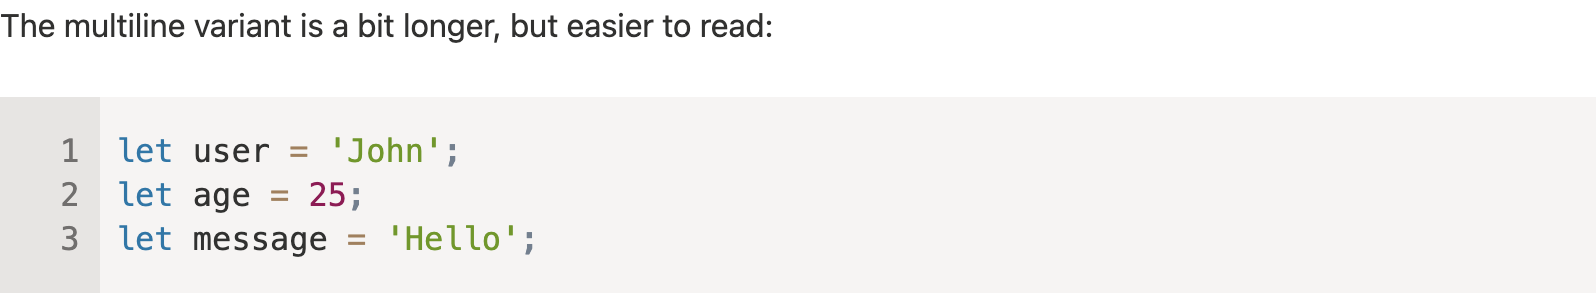 The multiline variant is a bit longer, but easier to read:
1 let user = 'John';
2 let age = 25;
3 let message = 'Hello';